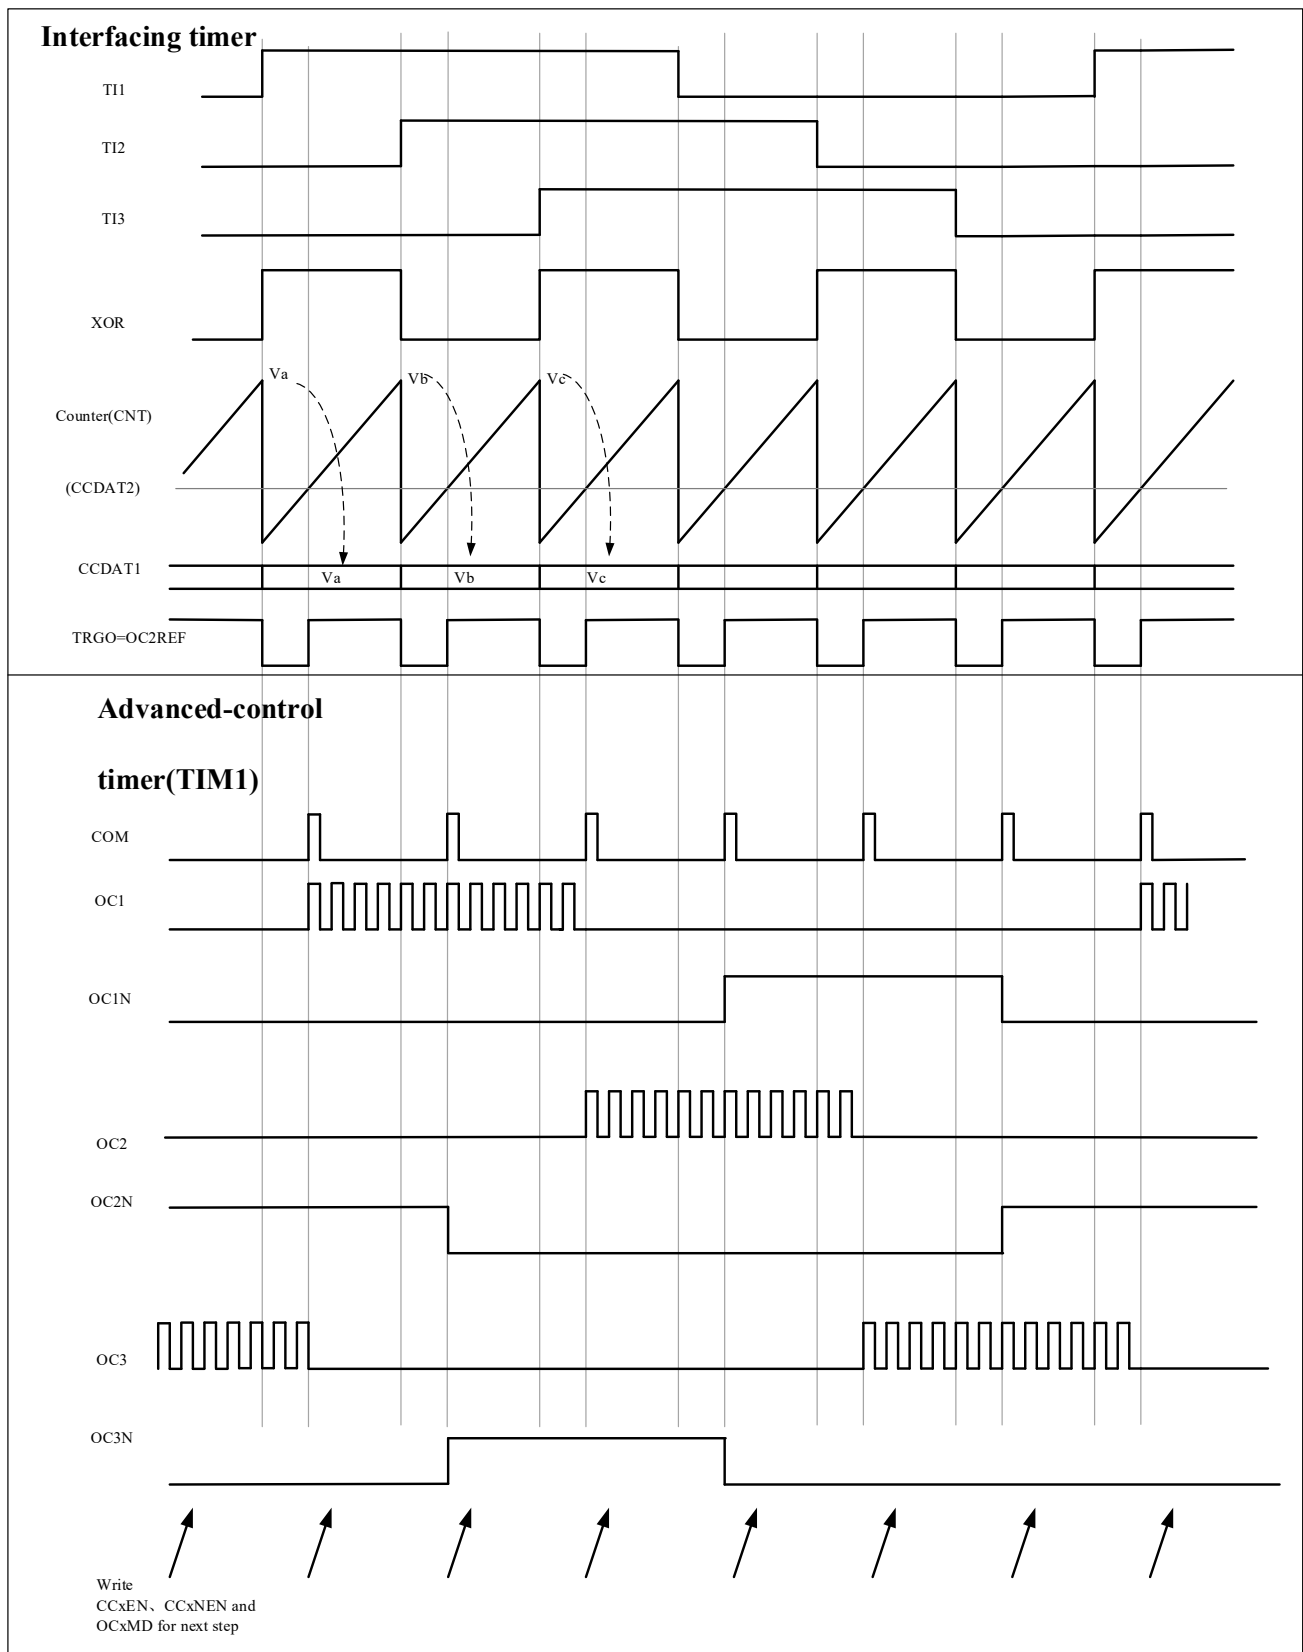 Interfacing timer
TI1
TI2
TI3
XOR
Va
Vb
Vc
Counter(CNT)
(CCDAT2)
CCDAT1
Va
Vb
Vc
TRGO=OC2REF
Advanced-control
timer(TIM1)
COM
OC1
OC1N
OC2
OC2N
OC3
OC3N
Write
CCxEN、CCxNEN and
OCxMD for next step